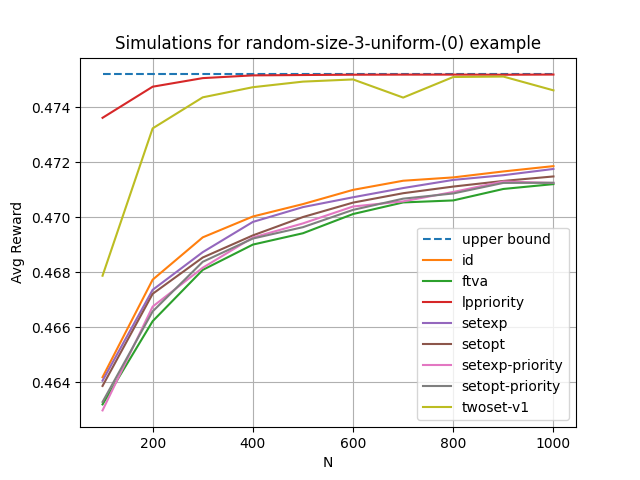 Simulations for random-size-3-uniform-(0) example
Avg Reward
0.474
0.472
0.470
0.468
0.466
0.464
200
400
600
800
1000
N
upper bound
id
ftva
lppriority
setexp
setopt
setexp-priority
setopt-priority
twoset-v1